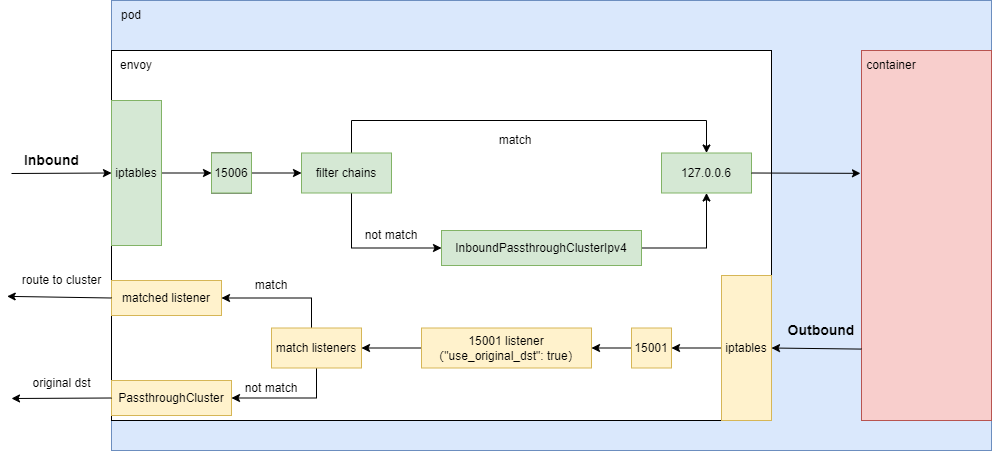 pod
envoy
container
match
Inbound
iptables
15006
filter chains
127.0.0.6
not match
InboundPassthroughClusterIpv4
route to cluster
matched listener
match
Outbound
15001 listener
("use_original_dst": true)
match listeners
15001
iptables
original dst
PassthroughCluster
not match